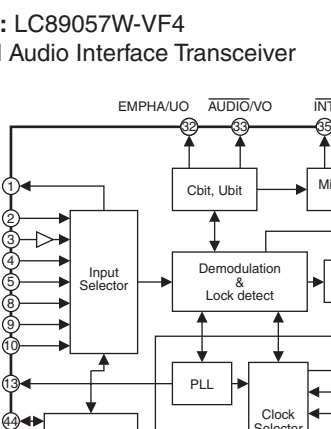 : LC89057W-VF4
Audio Interface Transceiver
EMPHA/UO AUDIO/VO INT
32 33 35
1
Cbit, Ubit
2
3
4
5
8
9
10
Input
Selector
Demodulation
&
Lock detect
13
PLL
44
Clock
Selector